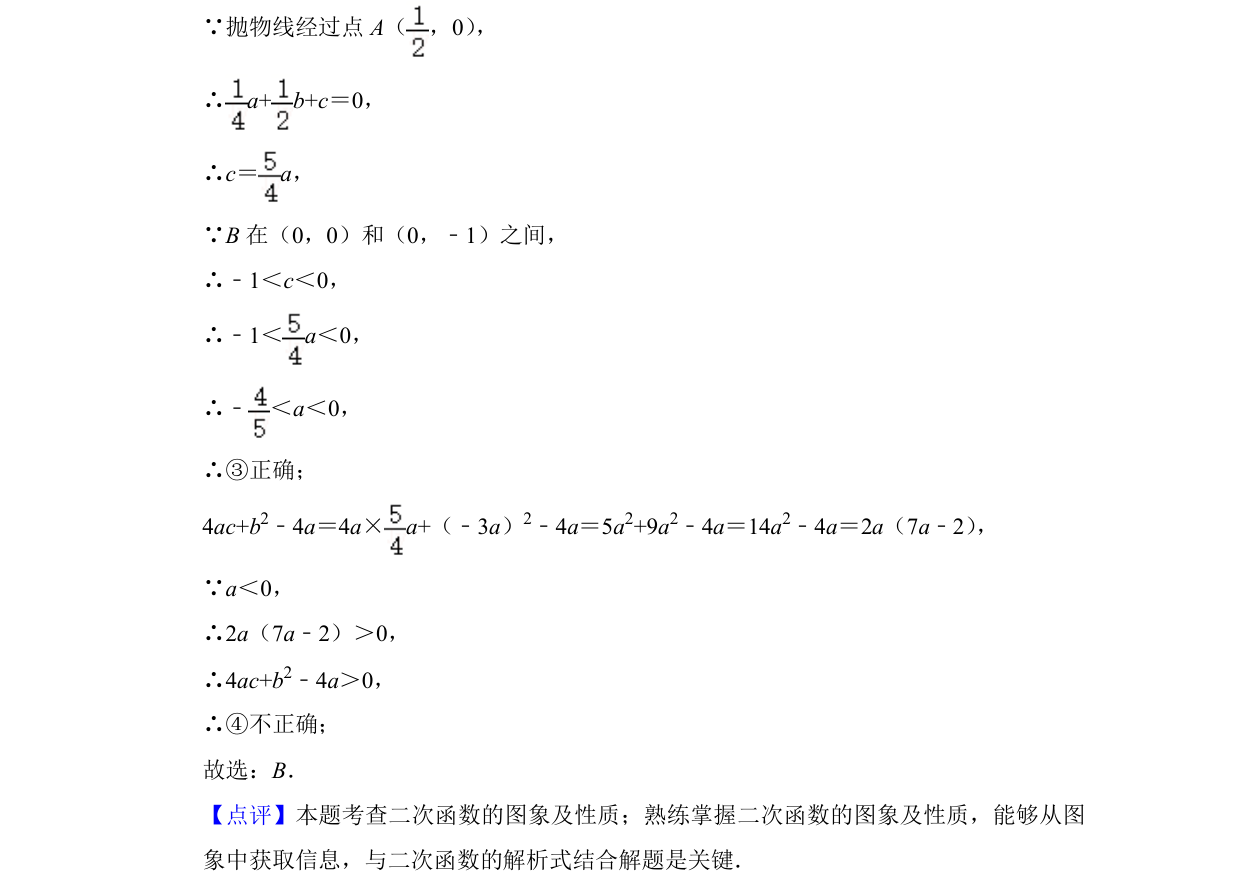 ∵抛物线经过点 A（1/2，0），
∴1/4a+1/2b+c＝0，
∴c＝5/4a，
∵B 在（0，0）和（0，﹣1）之间，
∴﹣1＜c＜0，
∴﹣1＜5/4a＜0，
∴﹣4/5＜a＜0，
∴③正确；
4ac+b²﹣4a＝4a×5/4a+（﹣3a）²﹣4a＝5a²+9a²﹣4a＝14a²﹣4a＝2a（7a﹣2），
∵a＜0，
∴2a（7a﹣2）＞0，
∴4ac+b²﹣4a＞0，
∴④不正确；
故选：B．
【点评】本题考查二次函数的图象及性质；熟练掌握二次函数的图象及性质，能够从图
象中获取信息，与二次函数的解析式结合解题是关键．